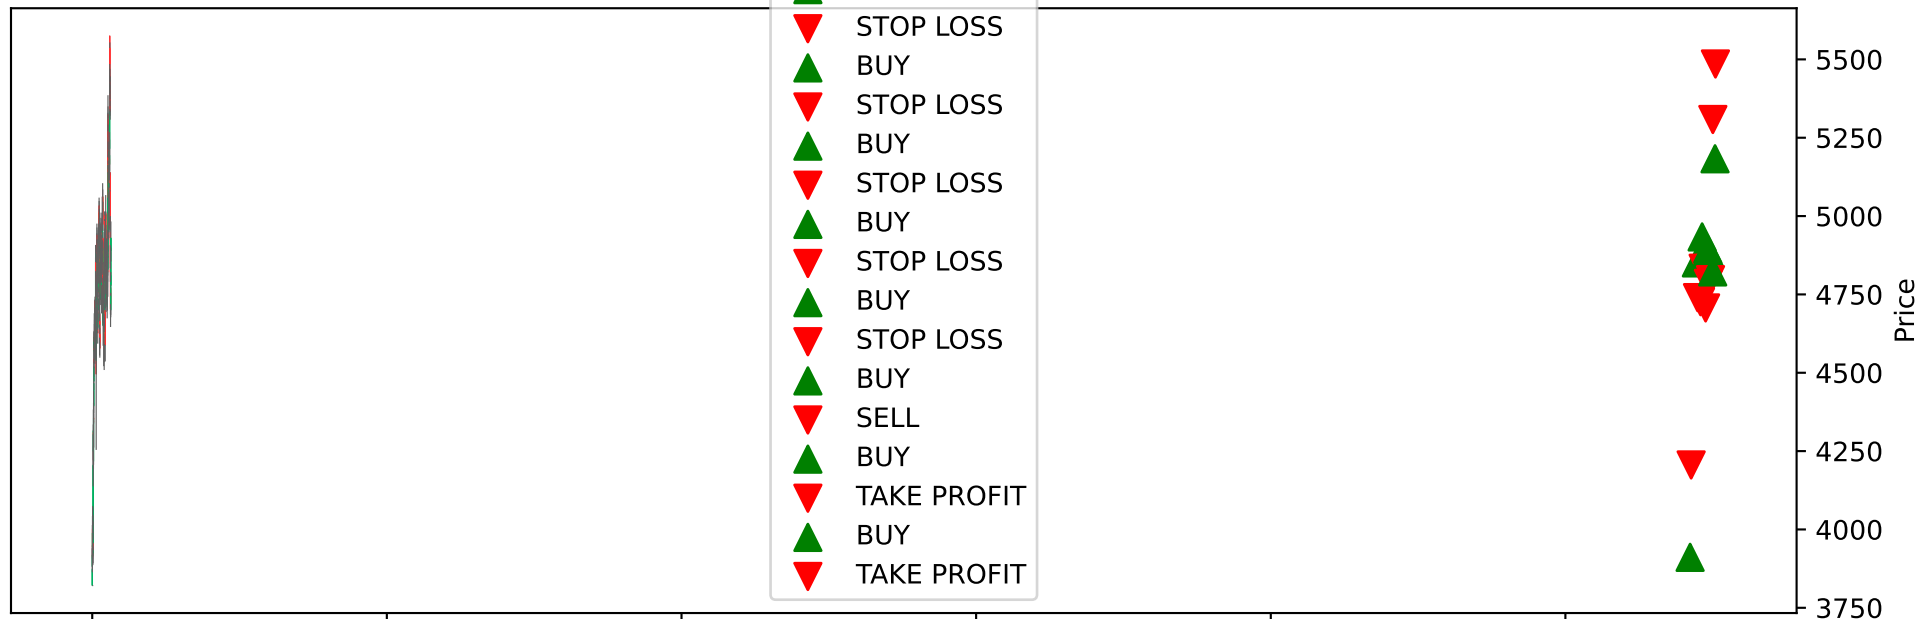 STOP LOSS
BUY
STOP LOSS
BUY
STOP LOSS
BUY
STOP LOSS
BUY
STOP LOSS
BUY
SELL
BUY
TAKE PROFIT
BUY
TAKE PROFIT
5500
5250
5000
4750
4500
4250
4000
3750
Price